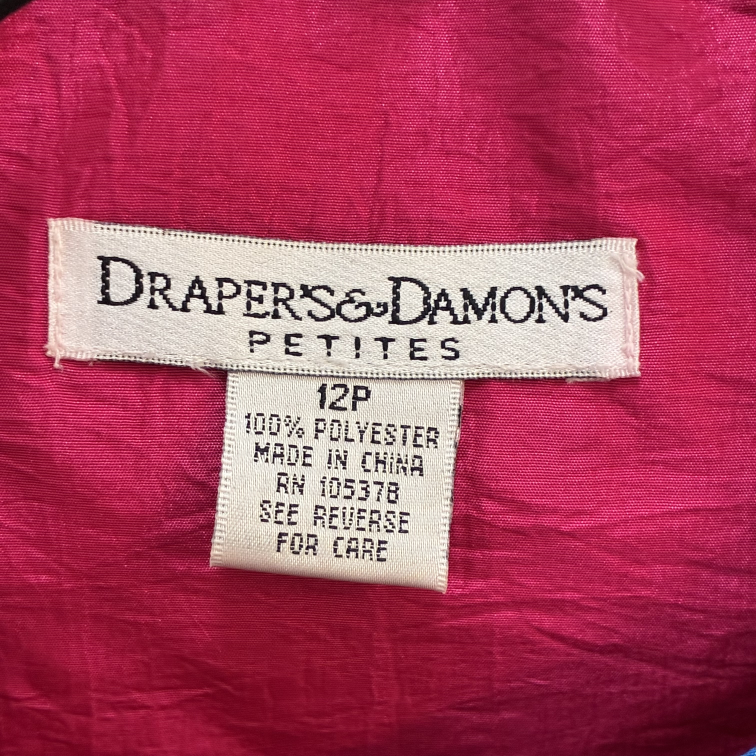 DRAPER'S & DAMON'S
PETITES
12P
100% POLYESTER
MADE IN CHINA
RN 105378
SEE REVERSE
FOR CARE